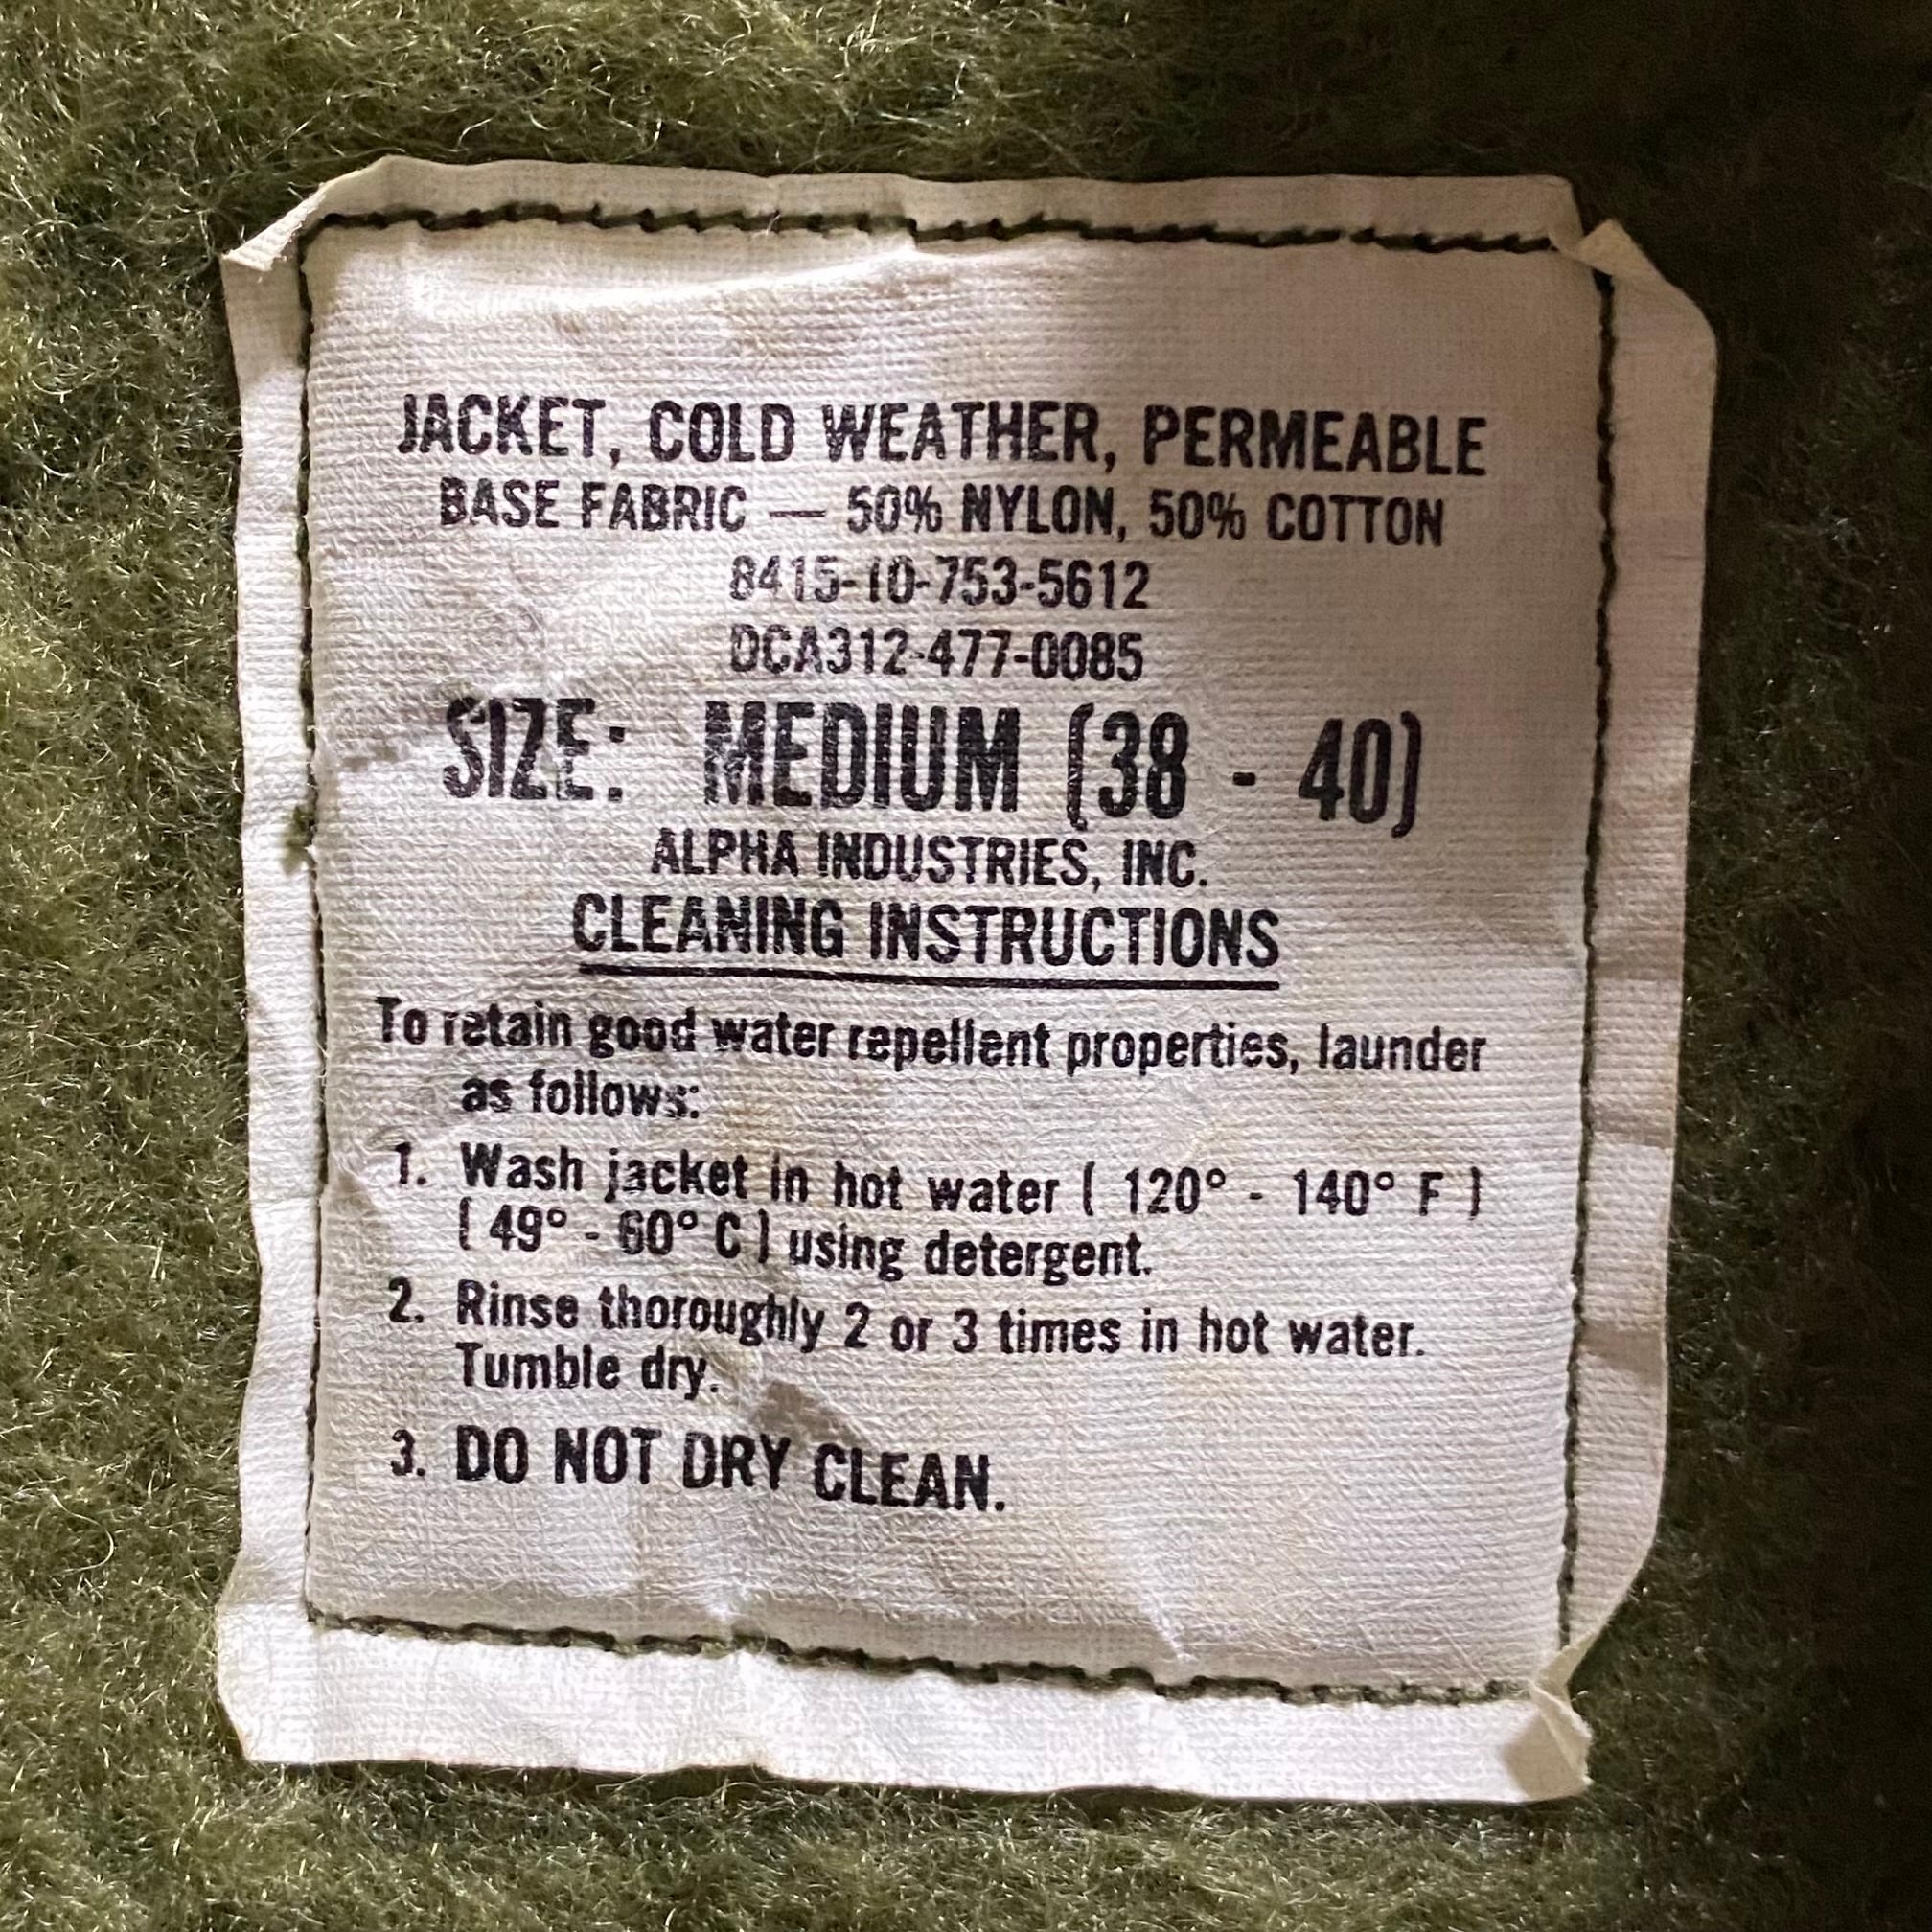 JACKET, COLD WEATHER, PERMEABLE
BASE FABRIC — 50% NYLON, 50% COTTON
8415-10-753-5612
DCA312-477-0085
SIZE: MEDIUM (38 - 40)
ALPHA INDUSTRIES, INC.
CLEANING INSTRUCTIONS
To retain good water repellent properties, launder
as follows:
1. Wash jacket in hot water ( 120° - 140° F )
( 49° - 60° C ) using detergent.
2. Rinse thoroughly 2 or 3 times in hot water.
Tumble dry.
3. DO NOT DRY CLEAN.